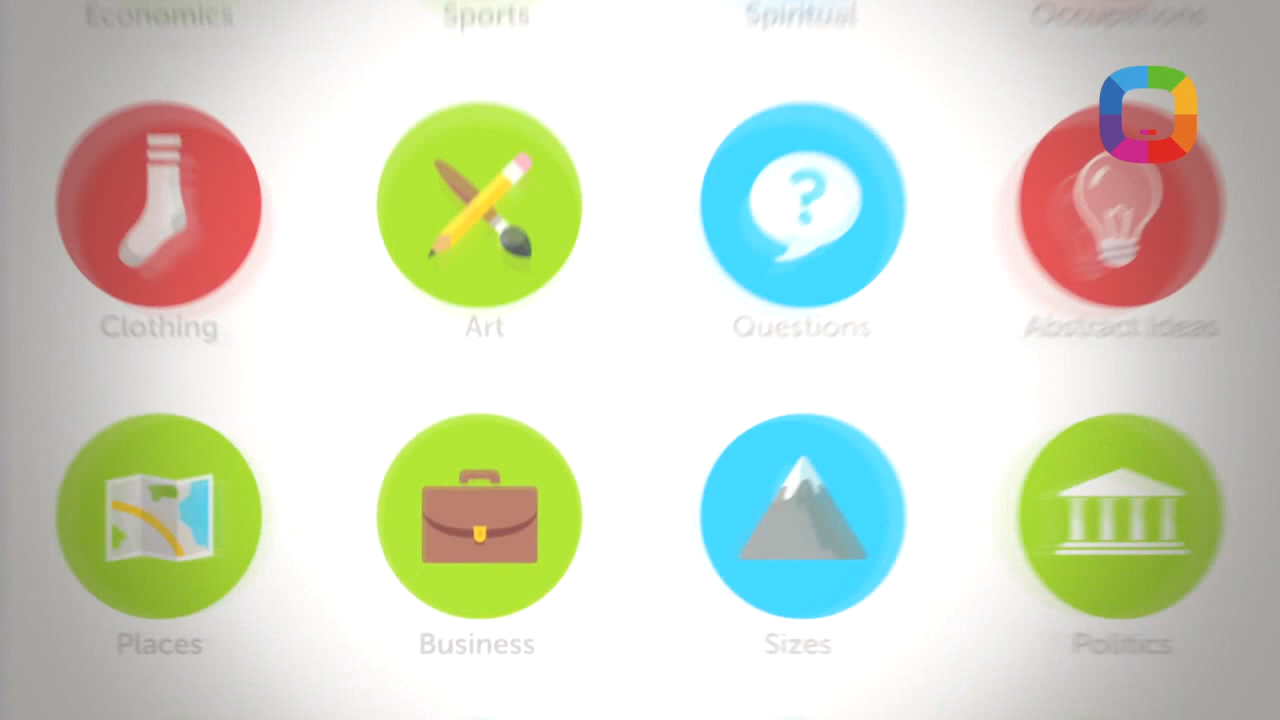 Economics Sports Spiritual Occupations
Clothing Art Questions Abstract Ideas
Places Business Sizes Politics